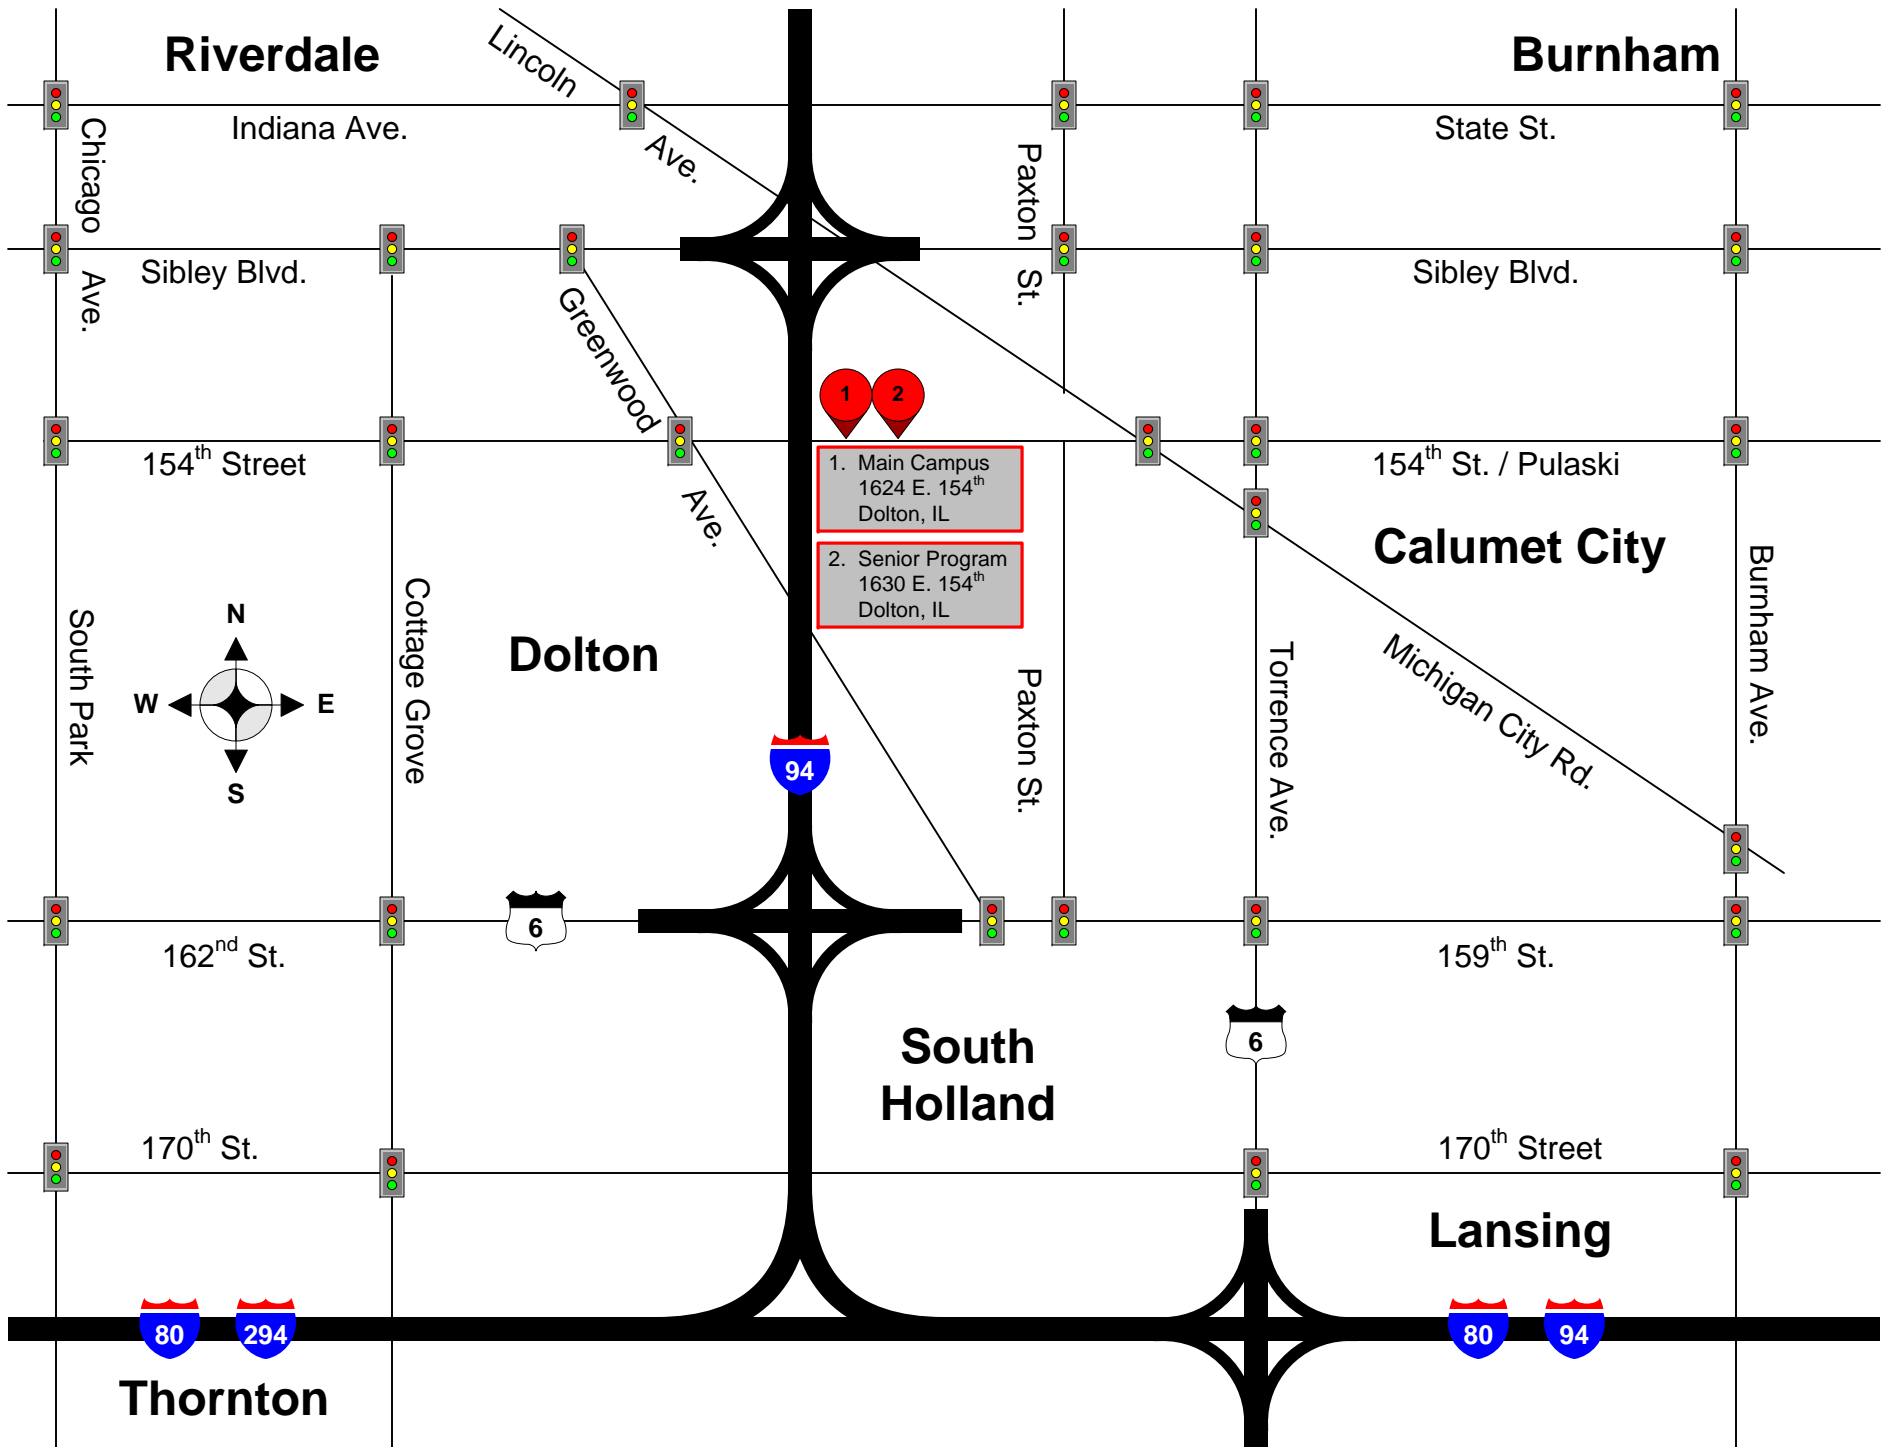 Riverdale
Burnham
Lincoln
Ave.
Indiana Ave.
State St.
Chicago
Ave.
Paxton
St.
Sibley Blvd.
Sibley Blvd.
Greenwood
Ave.
1
2
154th Street
154th St. / Pulaski
1. Main Campus
1624 E. 154th
Dolton, IL
2. Senior Program
1630 E. 154th
Dolton, IL
Calumet City
South Park
N
W
E
S
Cottage Grove
Dolton
94
Paxton St.
Torrence Ave.
Michigan City Rd.
Burnham Ave.
6
162nd St.
159th St.
South
Holland
6
170th St.
170th Street
Lansing
80
294
80
94
Thornton